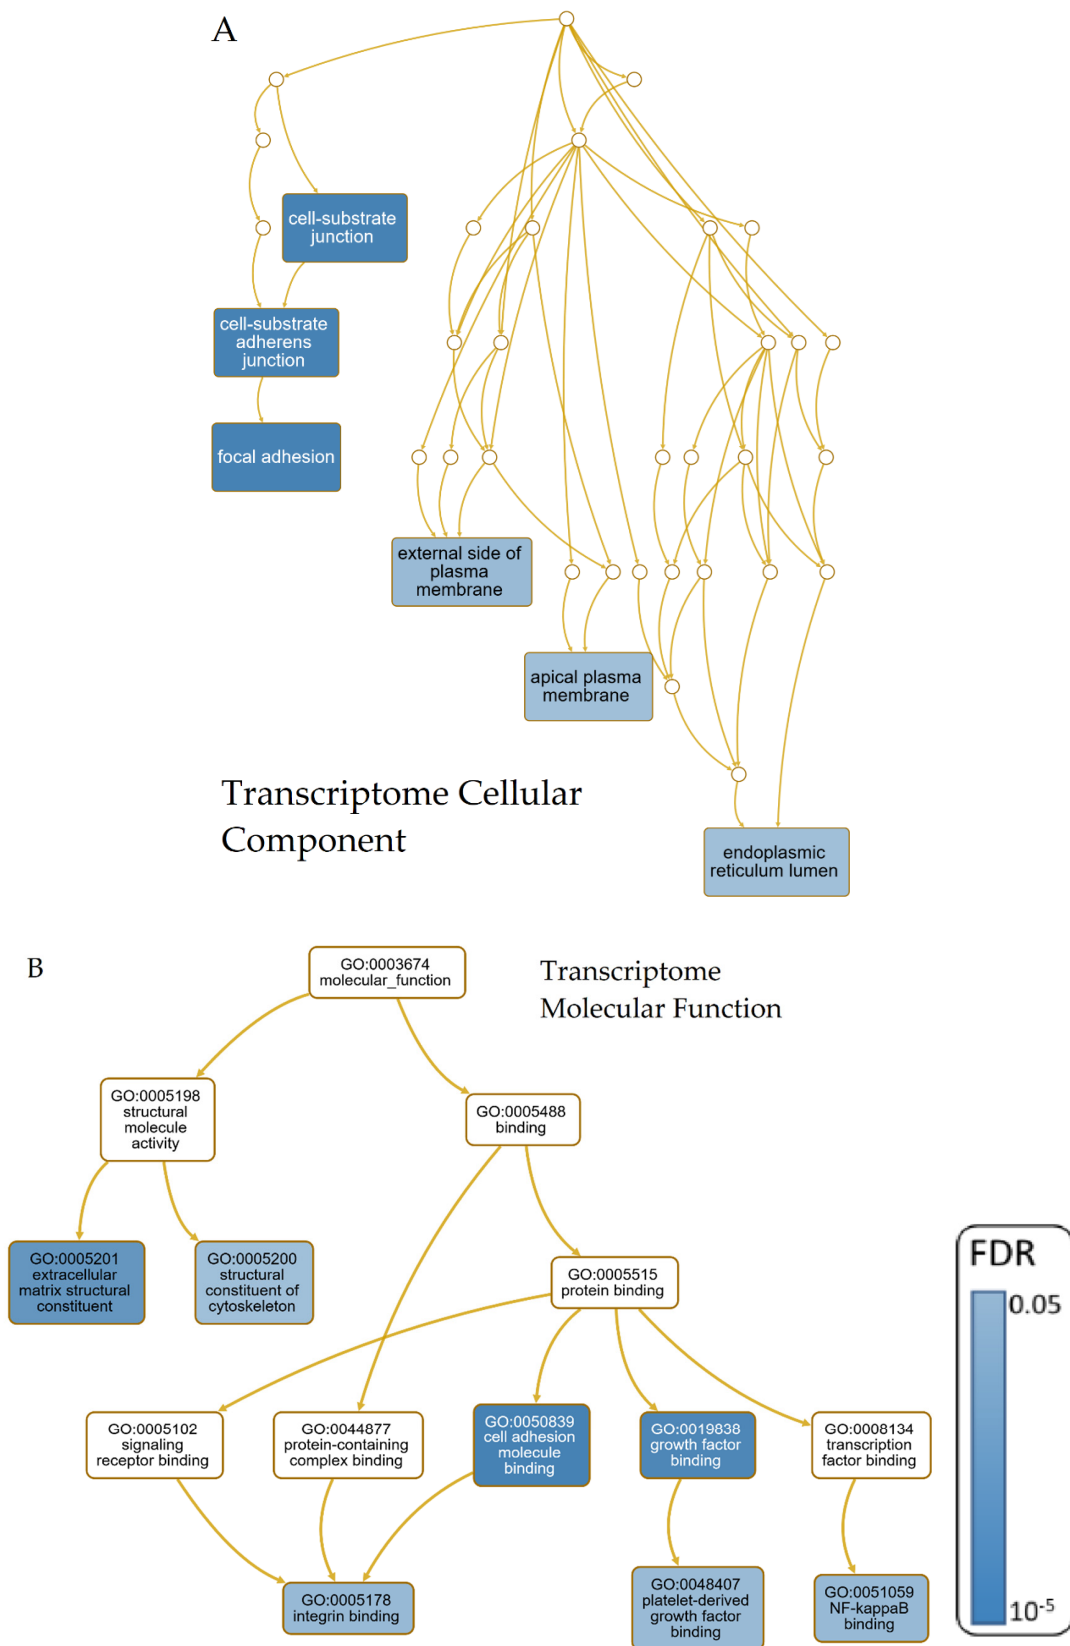 A
cell-substrate
junction
cell-substrate
adherens
junction
focal adhesion
external side of
plasma
membrane
apical plasma
membrane
Transcriptome Cellular
Component
endoplasmic
reticulum lumen
B
GO:0003674
molecular_function
Transcriptome
Molecular Function
GO:0005198
structural
molecule
activity
GO:0005488
binding
GO:0005201
extracellular
matrix structural
constituent
GO:0005200
structural
constituent of
cytoskeleton
GO:0005515
protein binding
FDR
0.05
10⁻⁵
GO:0005102
signaling
receptor binding
GO:0044877
protein-containing
complex binding
GO:0050839
cell adhesion
molecule
binding
GO:0019838
growth factor
binding
GO:0008134
transcription
factor binding
GO:0005178
integrin binding
GO:0048407
platelet-derived
growth factor
binding
GO:0051059
NF-kappaB
binding